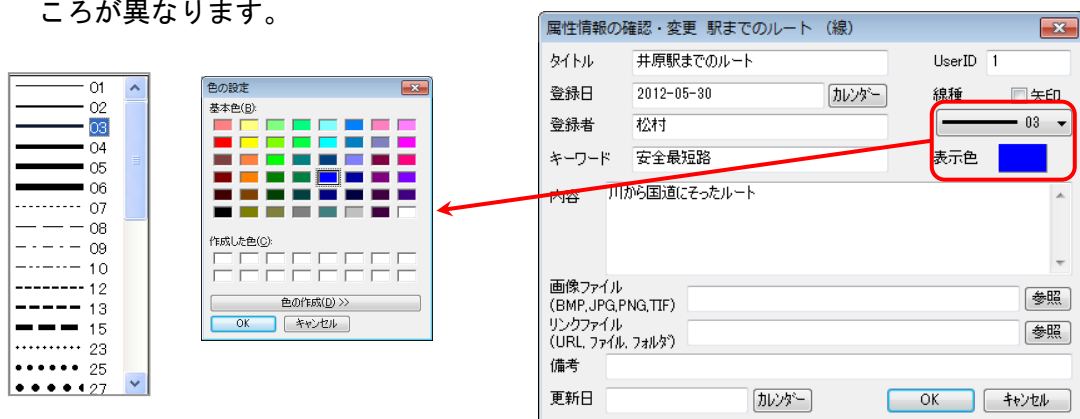 ころが異なります。
01
02
03
04
05
06
07
08
09
10
12
13
15
23
25
27
色の設定
基本色(B):
作成した色(C):
色の作成(D) >>
OK キャンセル
属性情報の確認・変更 駅までのルート (線)
タイトル 井原駅までのルート UserID 1
登録日 2012-05-30 カレンダー 線種 矢印
登録者 松村 03
キーワード 安全最短路 表示色
内容 川から国道にそったルート
画像ファイル
(BMP,JPG,PNG,TIF) 参照
リンクファイル
(URL, ファイル, フォルダ) 参照
備考
更新日 カレンダー OK キャンセル